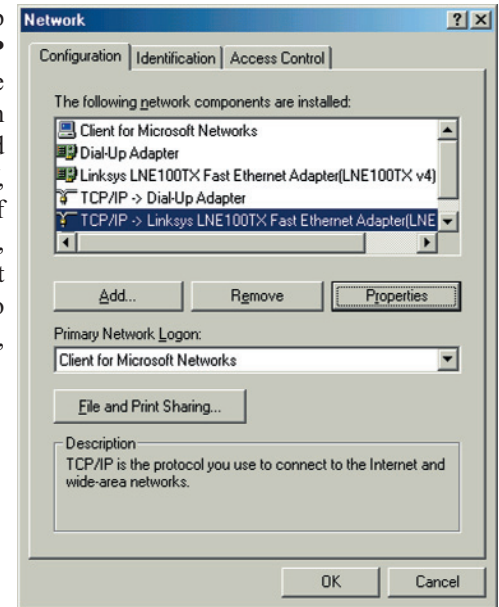 Network
Configuration Identification Access Control
The following network components are installed:
Client for Microsoft Networks
Dial-Up Adapter
Linksys LNE100TX Fast Ethernet Adapter(LNE100TX v4)
TCP/IP -> Dial-Up Adapter
TCP/IP -> Linksys LNE100TX Fast Ethernet Adapter(LNE
Add... Remove Properties
Primary Network Logon:
Client for Microsoft Networks
File and Print Sharing...
Description
TCP/IP is the protocol you use to connect to the Internet and
wide-area networks.
OK Cancel